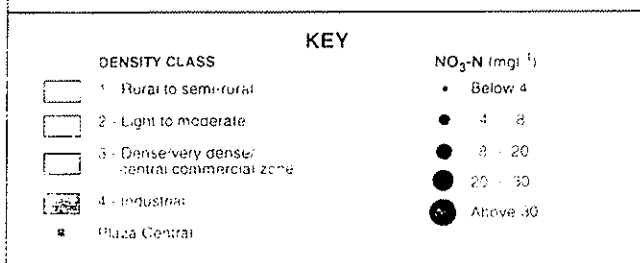 KEY
DENSITY CLASS
1 - Rural to semi-rural
2 - Light to moderate
3 - Dense/very dense/
central commercial zone
4 - Industrial
Plaza Central
NO₃-N (mgl⁻¹)
Below 4
4 - 8
8 - 20
20 - 30
Above 30